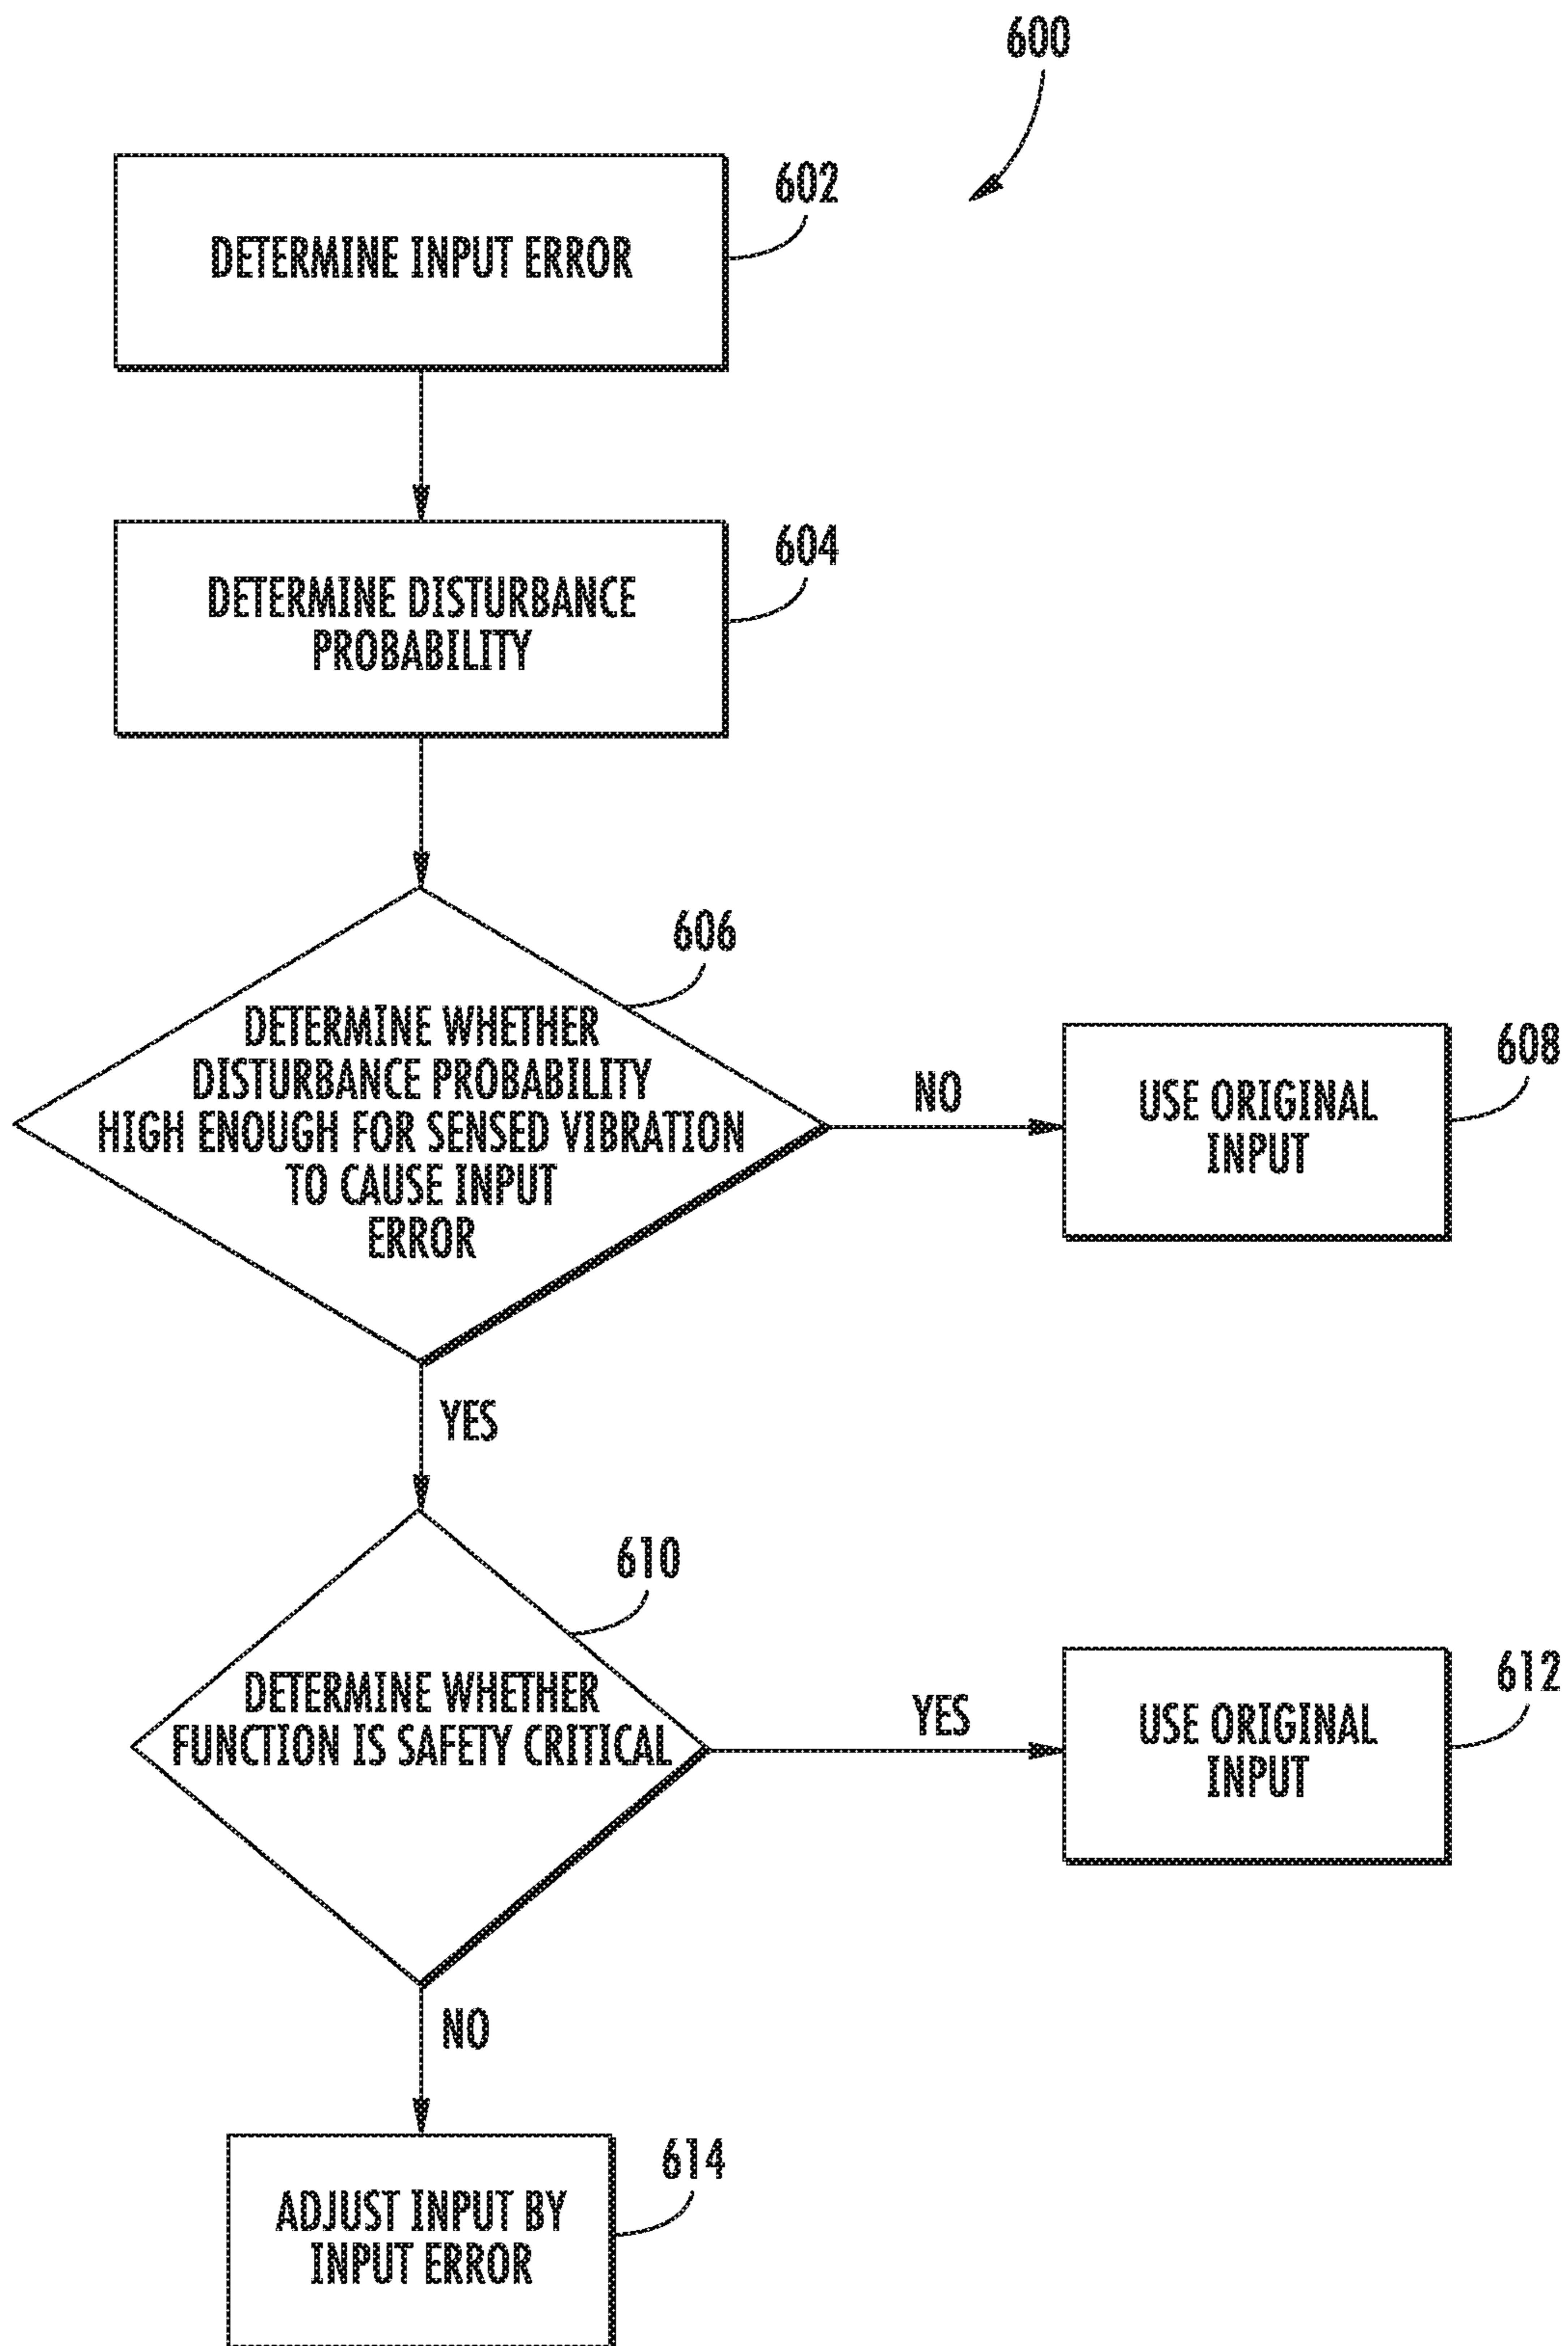 600
602
DETERMINE INPUT ERROR
604
DETERMINE DISTURBANCE
PROBABILITY
606
DETERMINE WHETHER
DISTURBANCE PROBABILITY
HIGH ENOUGH FOR SENSED VIBRATION
TO CAUSE INPUT
ERROR
NO
608
USE ORIGINAL
INPUT
YES
610
DETERMINE WHETHER
FUNCTION IS SAFETY CRITICAL
YES
612
USE ORIGINAL
INPUT
NO
614
ADJUST INPUT BY
INPUT ERROR